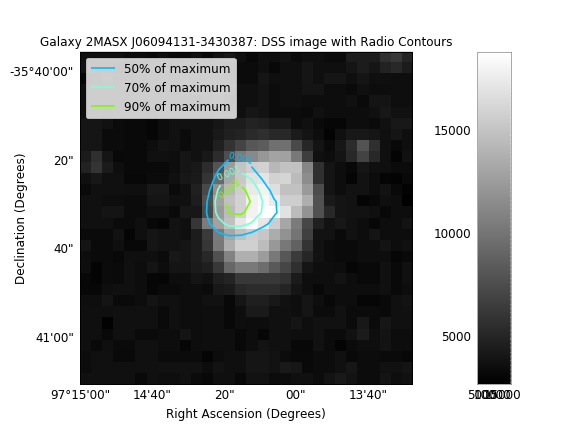 Galaxy 2MASX J06094131-3430387: DSS image with Radio Contours
50% of maximum
70% of maximum
90% of maximum
-35°40'00"
20"
40"
41'00"
Declination (Degrees)
97°15'00" 14'40" 20" 00" 13'40"
Right Ascension (Degrees)
15000
10000
5000